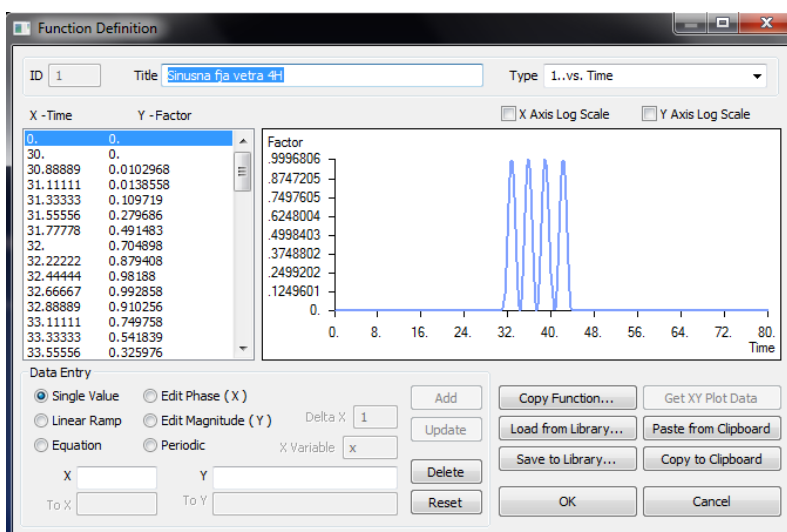 Function Definition
ID 1 Title Sinusna fja vetra 4H Type 1..vs. Time
X -Time Y -Factor X Axis Log Scale Y Axis Log Scale
0. 0.
30. 0.
30.88889 0.0102968
31.11111 0.0138558
31.33333 0.109719
31.55556 0.279686
31.77778 0.491483
32. 0.704898
32.22222 0.879408
32.44444 0.98188
32.66667 0.992858
32.88889 0.910256
33.11111 0.749758
33.33333 0.541839
33.55556 0.325976
Factor
.9996806
.8747205
.7497605
.6248004
.4998403
.3748802
.2499202
.1249601
0.
0. 8. 16. 24. 32. 40. 48. 56. 64. 72. 80.
Time
Data Entry
Single Value Edit Phase ( X ) Add Copy Function... Get XY Plot Data
Linear Ramp Edit Magnitude ( Y ) Delta X 1 Update Load from Library... Paste from Clipboard
Equation Periodic X Variable x Save to Library... Copy to Clipboard
X Y Delete
To X To Y Reset OK Cancel